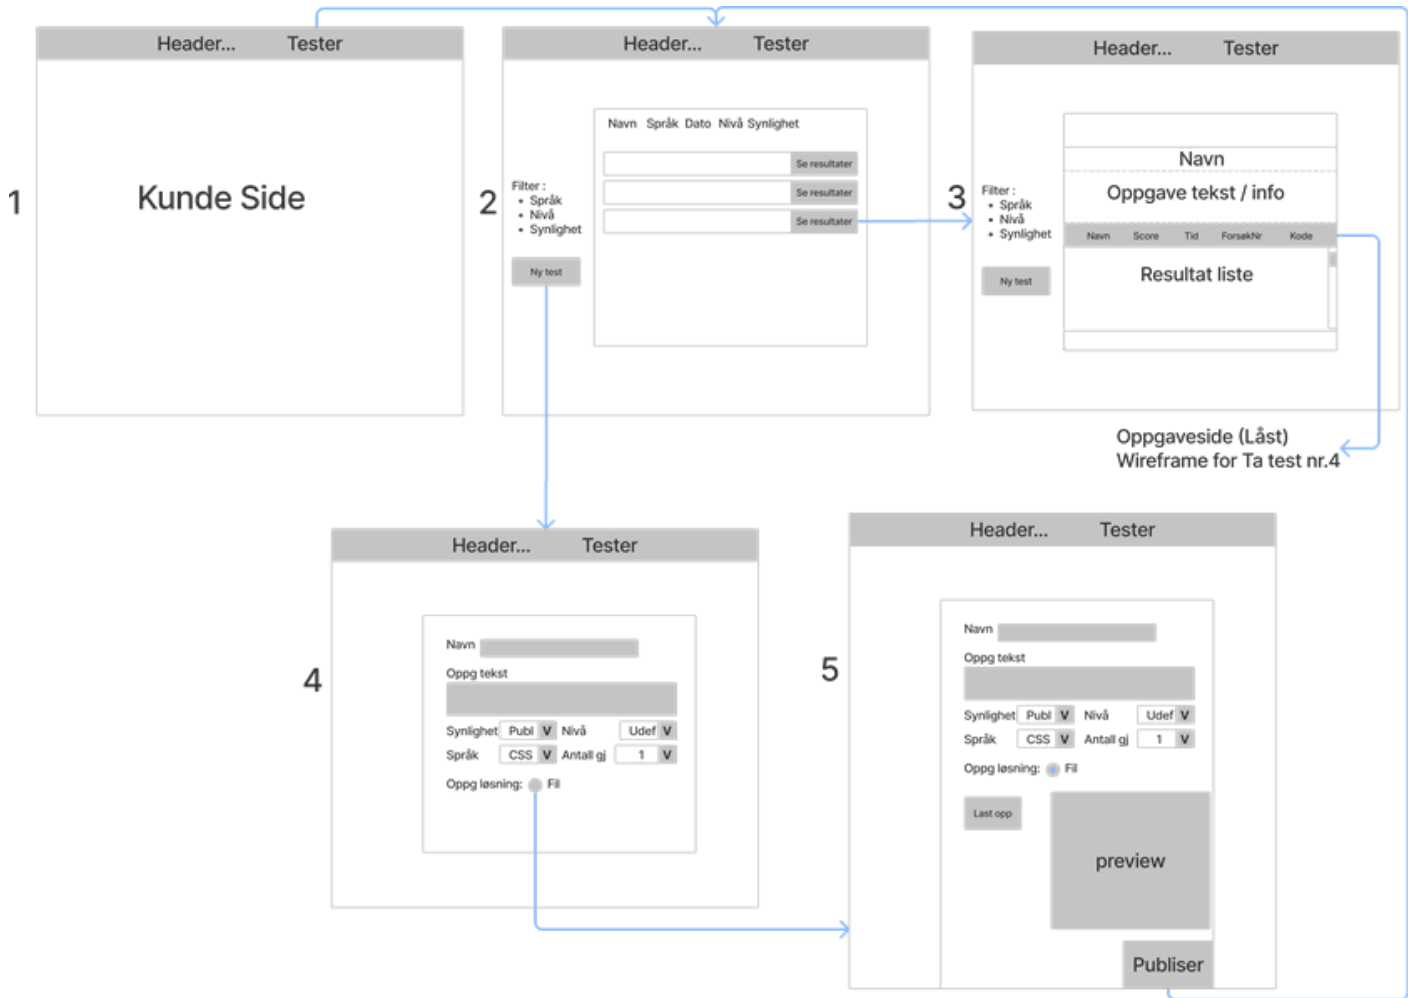 Header... Tester
1
Kunde Side
Header... Tester
2
Navn Språk Dato Nivå Synlighet
Se resultater
Se resultater
Se resultater
Filter :
• Språk
• Nivå
• Synlighet
Ny test
Header... Tester
3
Filter :
• Språk
• Nivå
• Synlighet
Ny test
Navn
Oppgave tekst / info
Navn Score Tid ForsøkNr Kode
Resultat liste
Oppgaveside (Låst)
Wireframe for Ta test nr.4
Header... Tester
4
Navn
Oppg tekst
Synlighet Publ V Nivå Udef V
Språk CSS V Antall gj 1 V
Oppg løsning: Fil
Header... Tester
5
Navn
Oppg tekst
Synlighet Publ V Nivå Udef V
Språk CSS V Antall gj 1 V
Oppg løsning: Fil
Last opp
preview
Publiser